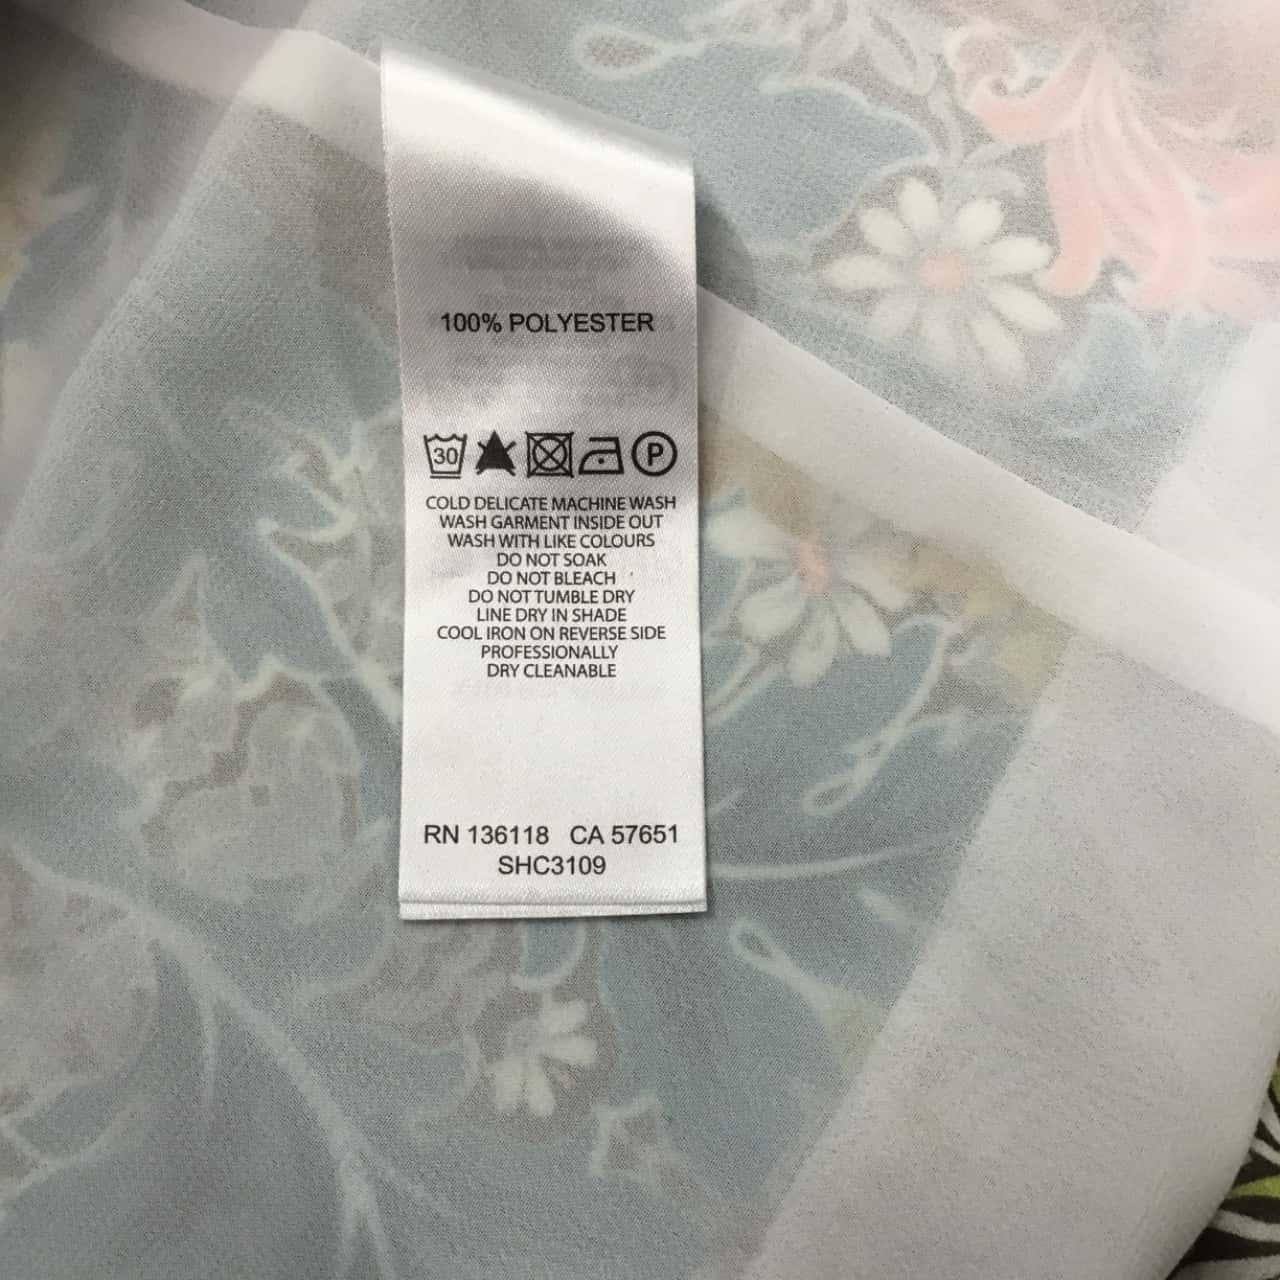 100% POLYESTER
30 P
COLD DELICATE MACHINE WASH
WASH GARMENT INSIDE OUT
WASH WITH LIKE COLOURS
DO NOT SOAK
DO NOT BLEACH
DO NOT TUMBLE DRY
LINE DRY IN SHADE
COOL IRON ON REVERSE SIDE
PROFESSIONALLY
DRY CLEANABLE
RN 136118 CA 57651
SHC3109